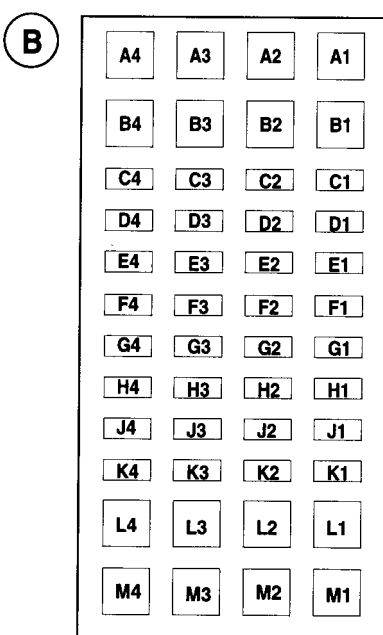 B
A4 A3 A2 A1
B4 B3 B2 B1
C4 C3 C2 C1
D4 D3 D2 D1
E4 E3 E2 E1
F4 F3 F2 F1
G4 G3 G2 G1
H4 H3 H2 H1
J4 J3 J2 J1
K4 K3 K2 K1
L4 L3 L2 L1
M4 M3 M2 M1